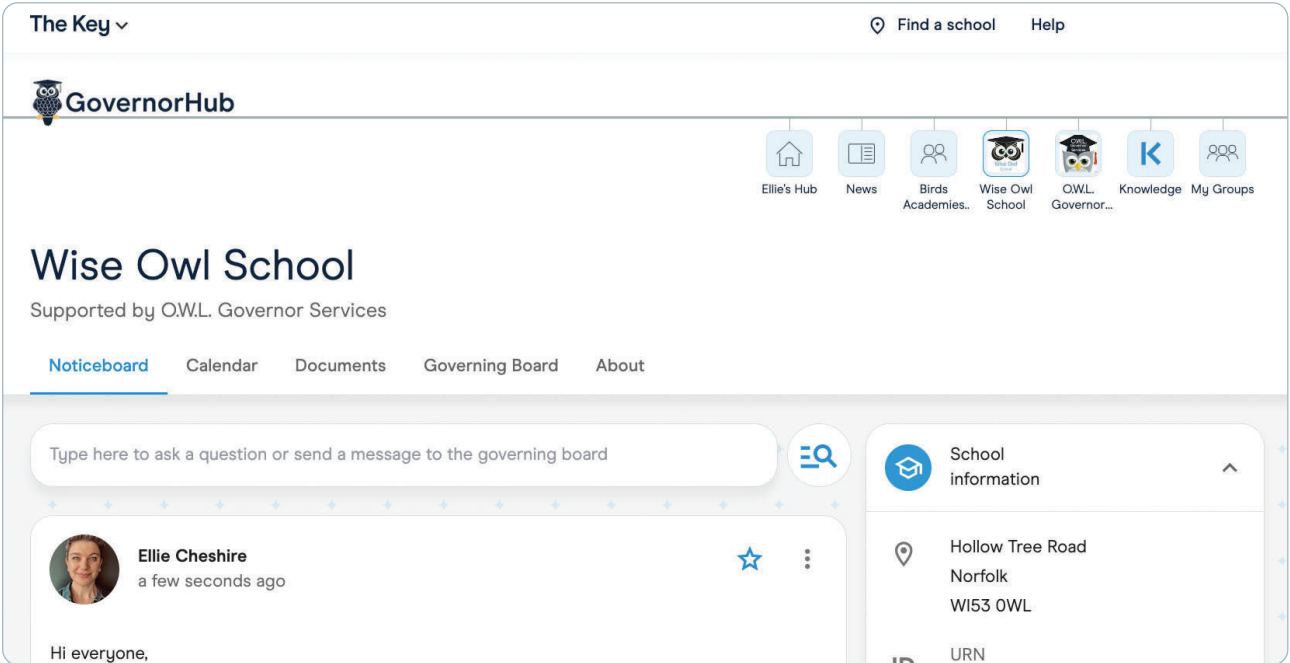 The Key
Find a school
Help
GovernorHub
Ellie's Hub
News
Birds
Academies..
Wise Owl
School
O.W.L.
Governor...
Knowledge
My Groups
Wise Owl School
Supported by O.W.L. Governor Services
Noticeboard
Calendar
Documents
Governing Board
About
Type here to ask a question or send a message to the governing board
School
information
Ellie Cheshire
a few seconds ago
Hollow Tree Road
Norfolk
WI53 0WL
Hi everyone,
URN